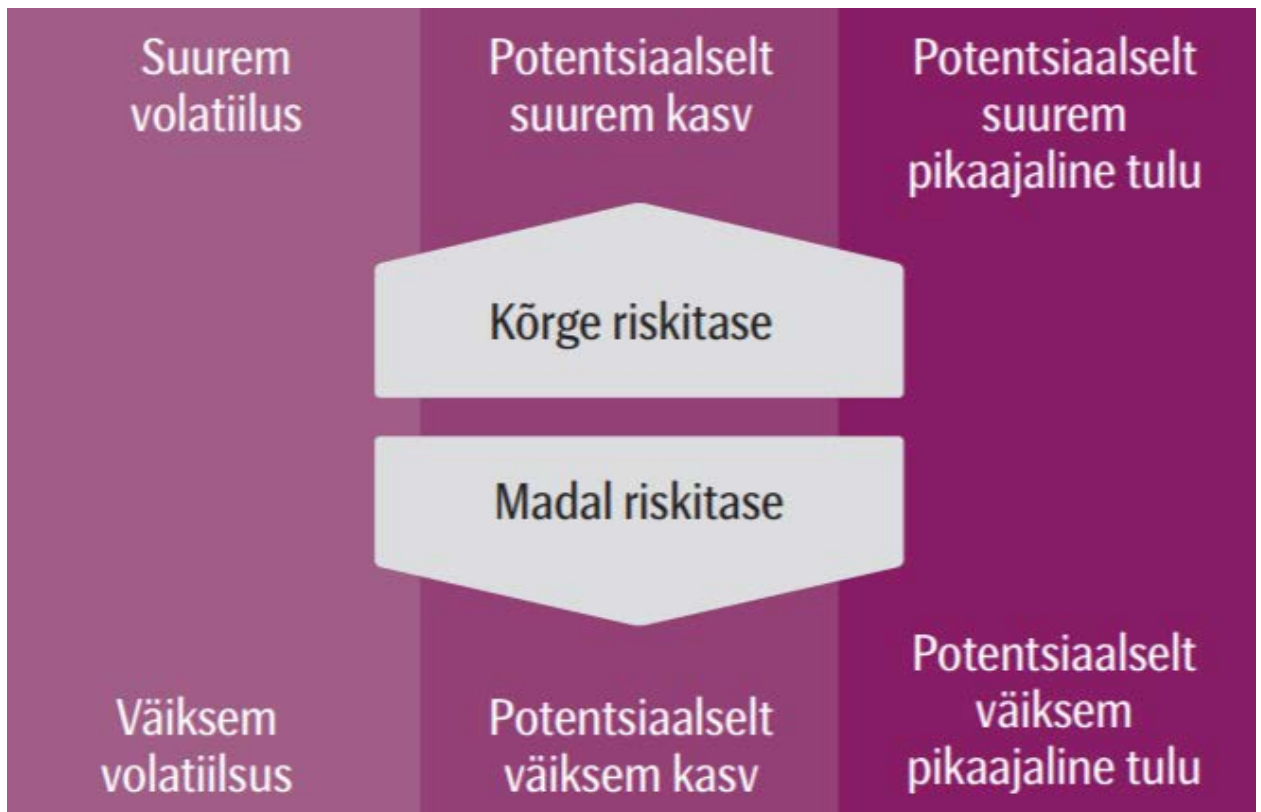 Suurem
volatiilus
Potentsiaalselt
suurem kasv
Potentsiaalselt
suurem
pikaajaline tulu
Kõrge riskitase
Madal riskitase
Väiksem
volatiilsus
Potentsiaalselt
väiksem kasv
Potentsiaalselt
väiksem
pikaajaline tulu